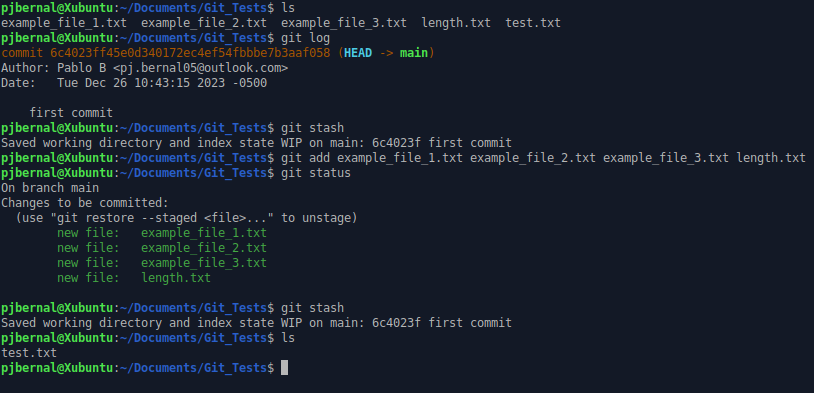 pjbernal@Xubuntu:~/Documents/Git_Tests$ ls
example_file_1.txt  example_file_2.txt  example_file_3.txt  length.txt  test.txt
pjbernal@Xubuntu:~/Documents/Git_Tests$ git log
commit 6c4023ff45e0d340172ec4ef54fbbbe7b3aaf058 (HEAD -> main)
Author: Pablo B <pj.bernal05@outlook.com>
Date:   Tue Dec 26 10:43:15 2023 -0500

    first commit
pjbernal@Xubuntu:~/Documents/Git_Tests$ git stash
Saved working directory and index state WIP on main: 6c4023f first commit
pjbernal@Xubuntu:~/Documents/Git_Tests$ git add example_file_1.txt example_file_2.txt example_file_3.txt length.txt
pjbernal@Xubuntu:~/Documents/Git_Tests$ git status
On branch main
Changes to be committed:
  (use "git restore --staged <file>..." to unstage)
        new file:   example_file_1.txt
        new file:   example_file_2.txt
        new file:   example_file_3.txt
        new file:   length.txt

pjbernal@Xubuntu:~/Documents/Git_Tests$ git stash
Saved working directory and index state WIP on main: 6c4023f first commit
pjbernal@Xubuntu:~/Documents/Git_Tests$ ls
test.txt
pjbernal@Xubuntu:~/Documents/Git_Tests$